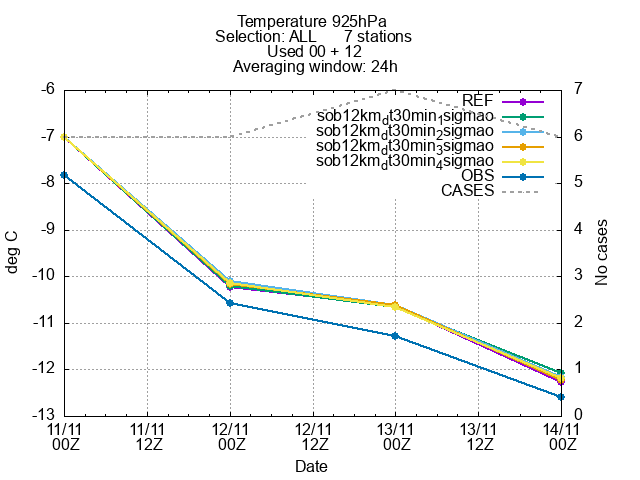 Temperature 925hPa
Selection: ALL 7 stations
Used 00 + 12
Averaging window: 24h
-6
-7
-8
-9
-10
-11
-12
-13
7
6
5
4
3
2
1
0
REF
sob12km_dt30min_1sigmao
sob12km_dt30min_2sigmao
sob12km_dt30min_3sigmao
sob12km_dt30min_4sigmao
OBS
CASES
deg C
No cases
11/11 11/11 12/11 12/11 13/11 13/11 14/11
00Z 12Z 00Z 12Z 00Z 12Z 00Z
Date